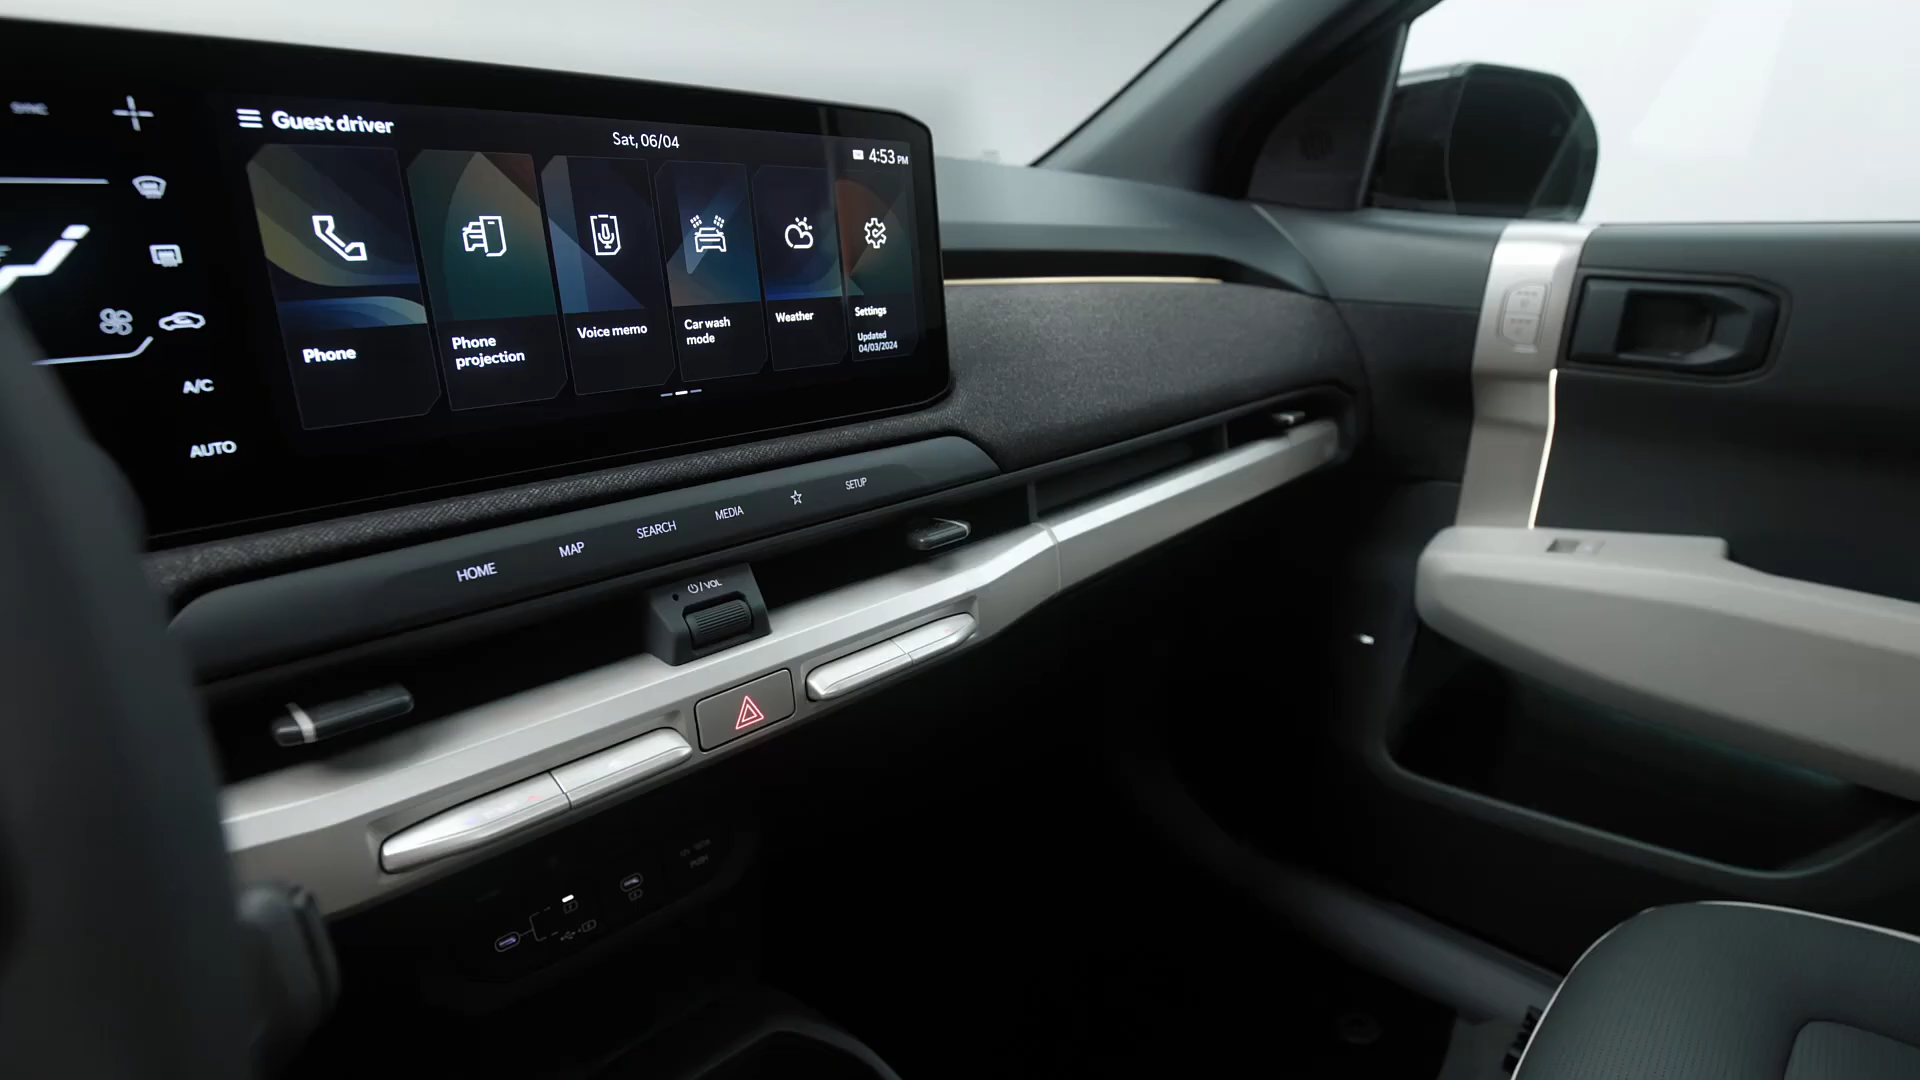 SYNC
Guest driver
Sat, 06/04
4:53 PM
Phone
Phone
projection
Voice memo
Car wash
mode
Weather
Settings
Updated
04/03/2024
A/C
AUTO
HOME
MAP
SEARCH
MEDIA
SETUP
/ VOL
PUSH